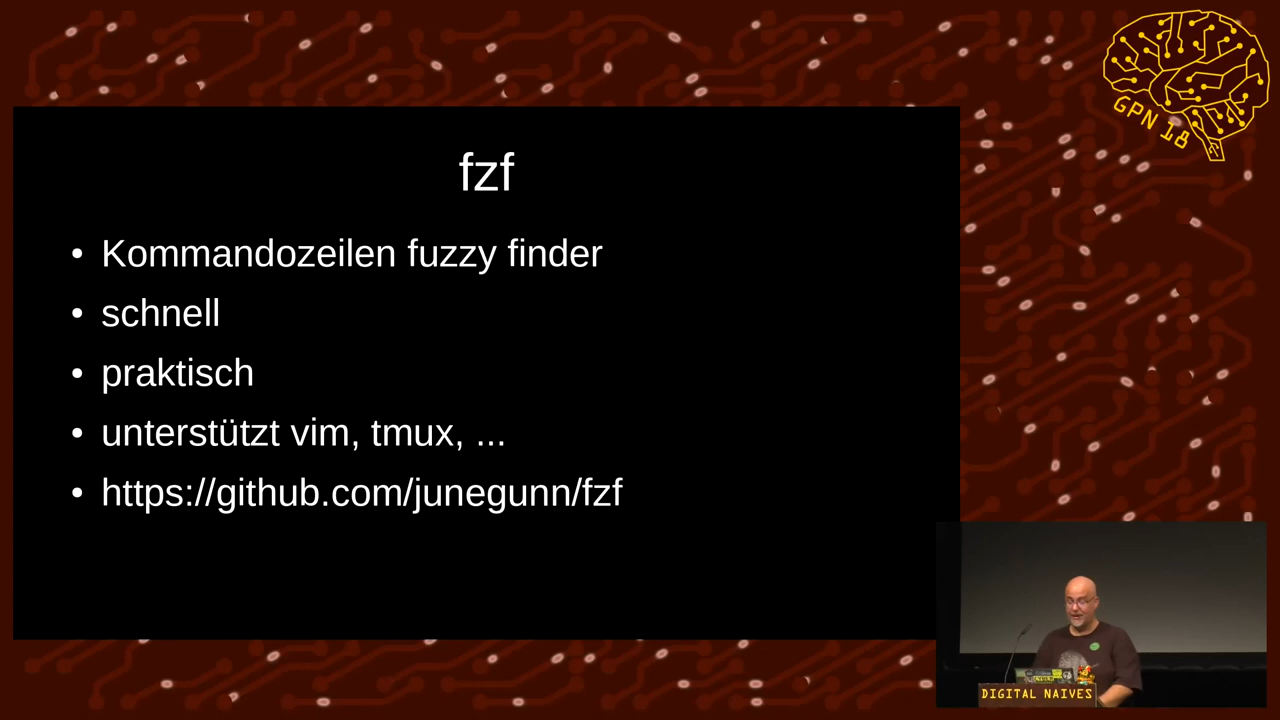 GPN 18
fzf
• Kommandozeilen fuzzy finder
• schnell
• praktisch
• unterstützt vim, tmux, ...
• https://github.com/junegunn/fzf
DIGITAL NAIVES